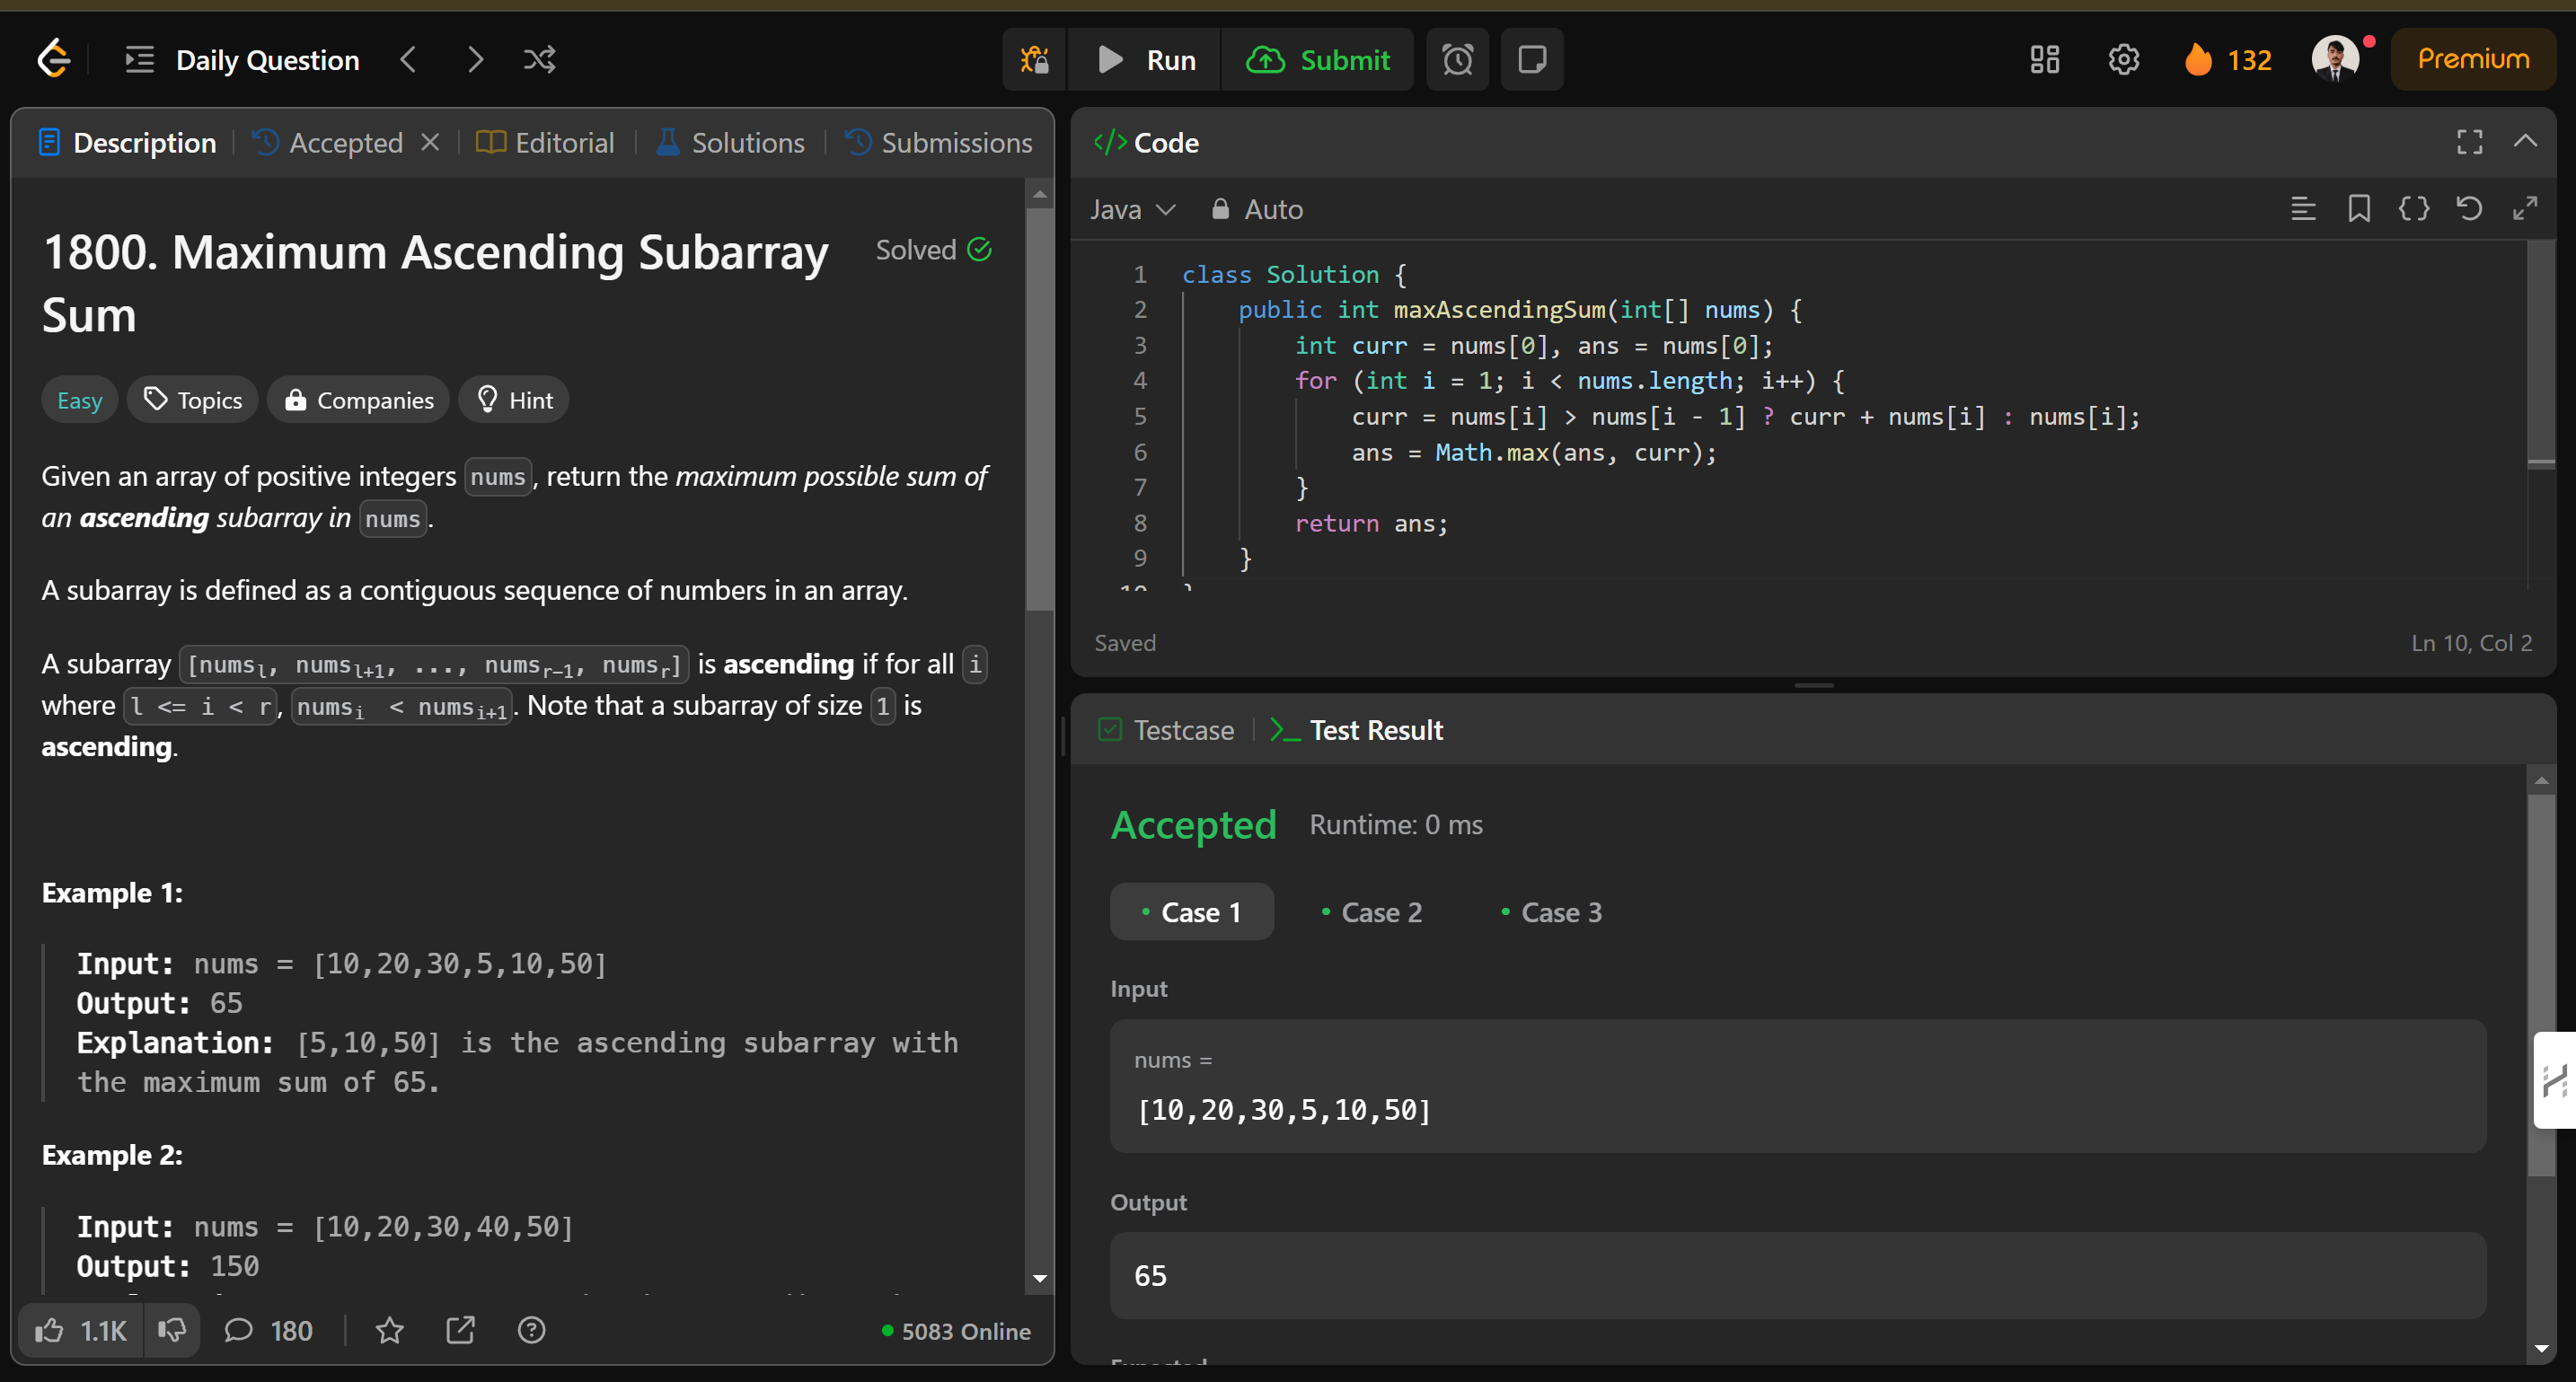 Daily Question
Run
Submit
132
Premium
Description
Accepted
Editorial
Solutions
Submissions
1800. Maximum Ascending Subarray
Sum
Solved
Easy
Topics
Companies
Hint
Given an array of positive integers nums, return the maximum possible sum of
an ascending subarray in nums.
A subarray is defined as a contiguous sequence of numbers in an array.
A subarray [numsl, numsl+1, ..., numsr-1, numsr] is ascending if for all i
where l <= i < r, numsi < numsi+1. Note that a subarray of size 1 is
ascending.
Example 1:
Input: nums = [10,20,30,5,10,50]
Output: 65
Explanation: [5,10,50] is the ascending subarray with
the maximum sum of 65.
Example 2:
Input: nums = [10,20,30,40,50]
Output: 150
1.1K
180
5083 Online
Code
Java
Auto
1 class Solution {
2 public int maxAscendingSum(int[] nums) {
3 int curr = nums[0], ans = nums[0];
4 for (int i = 1; i < nums.length; i++) {
5 curr = nums[i] > nums[i - 1] ? curr + nums[i] : nums[i];
6 ans = Math.max(ans, curr);
7 }
8 return ans;
9 }
10 }
Saved
Ln 10, Col 2
Testcase
Test Result
Accepted
Runtime: 0 ms
Case 1
Case 2
Case 3
Input
nums =
[10,20,30,5,10,50]
Output
65
Expected